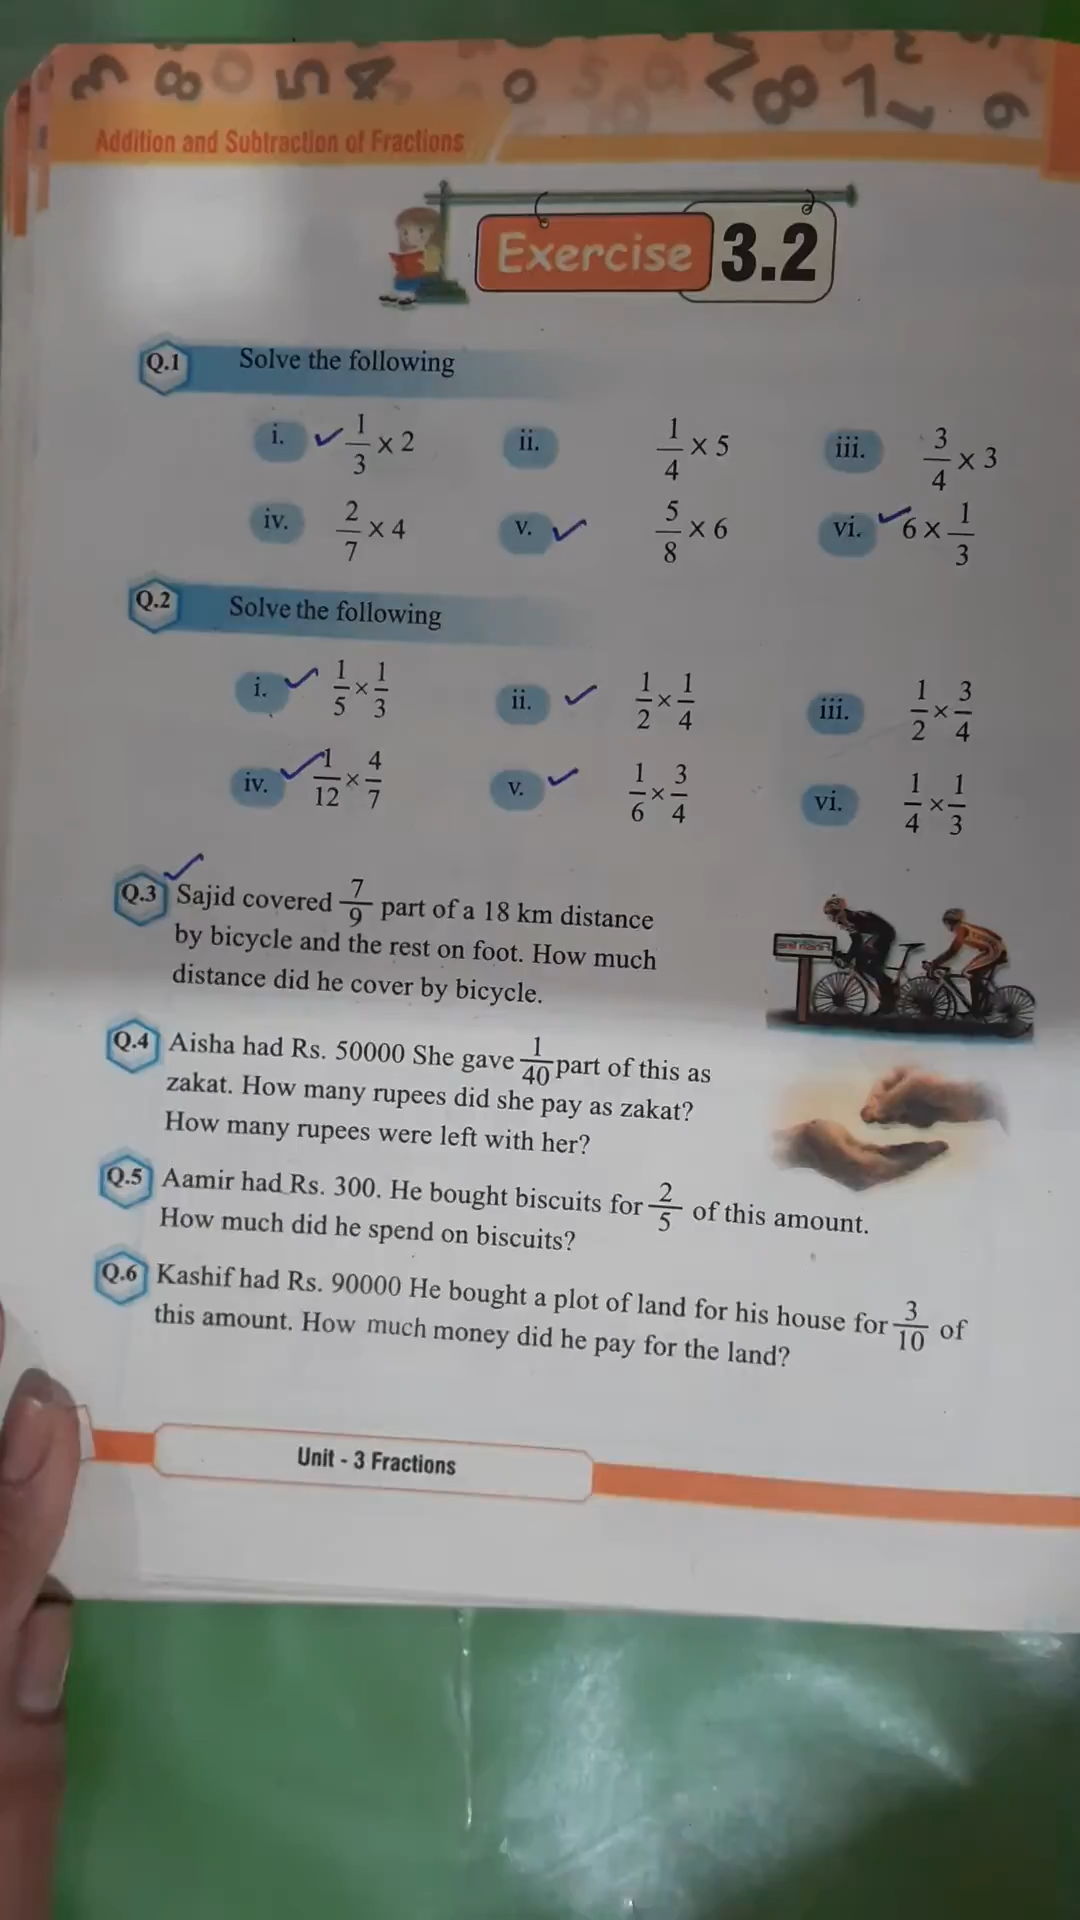 Addition and Subtraction of Fractions
Exercise 3.2
Q.1 Solve the following
i. 1/3 × 2 ii. 1/4 × 5 iii. 3/4 × 3
iv. 2/7 × 4 v. 5/8 × 6 vi. 6 × 1/3
Q.2 Solve the following
i. 1/5 × 1/3 ii. 1/2 × 1/4 iii. 1/2 × 3/4
iv. 1/12 × 4/7 v. 1/6 × 3/4 vi. 1/4 × 1/3
Q.3 Sajid covered 7/9 part of a 18 km distance
by bicycle and the rest on foot. How much
distance did he cover by bicycle.
Q.4 Aisha had Rs. 50000 She gave 1/40 part of this as
zakat. How many rupees did she pay as zakat?
How many rupees were left with her?
Q.5 Aamir had Rs. 300. He bought biscuits for 2/5 of this amount.
How much did he spend on biscuits?
Q.6 Kashif had Rs. 90000 He bought a plot of land for his house for 3/10 of
this amount. How much money did he pay for the land?
Unit - 3 Fractions